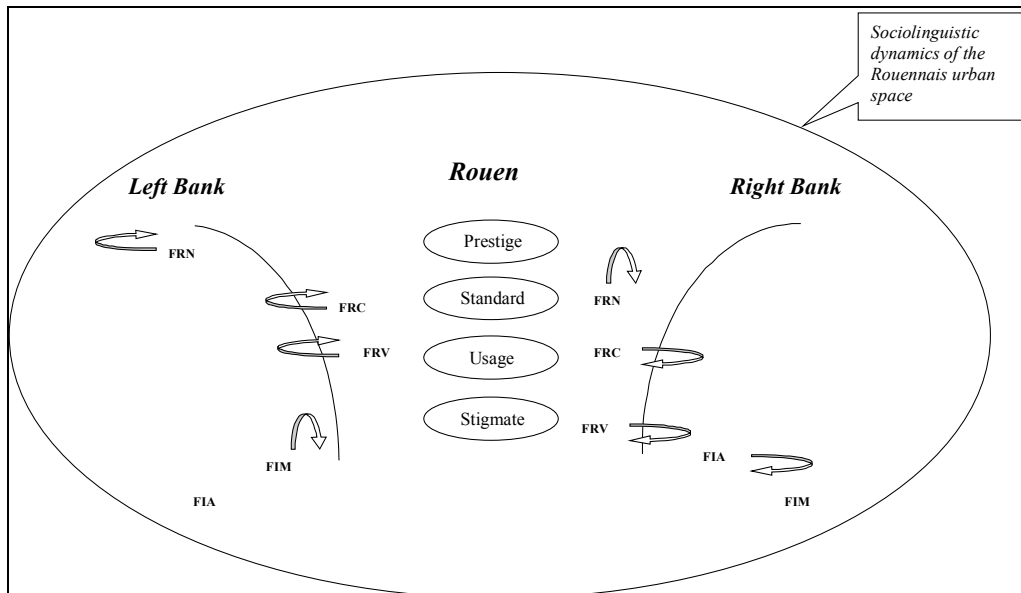 Sociolinguistic
dynamics of the
Rouennais urban
space
Rouen
Left Bank
Right Bank
Prestige
FRN
Standard
FRN
FRC
Usage
FRV
FRC
Stigmate
FRV
FIA
FIM
FIA
FIM